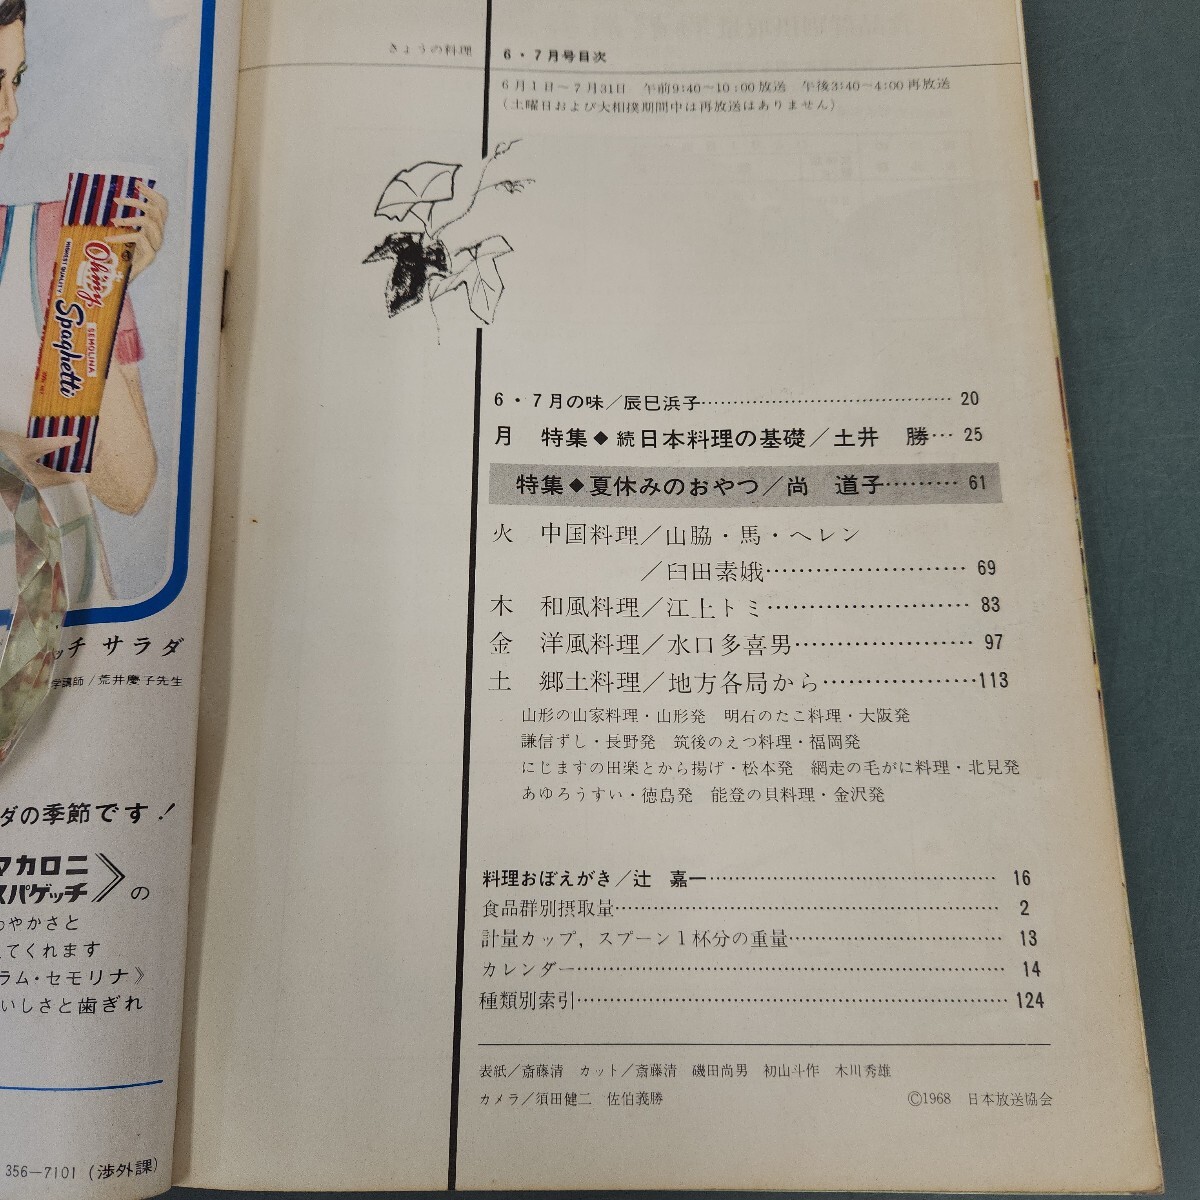 きょうの料理 6・7月号目次
6月1日～7月31日 午前9:40～10:00放送 午後3:40～4:00再放送
(土曜日および大相撲期間中は再放送はありません)
6・7月の味／辰巳浜子 20
月 特集◆続日本料理の基礎／土井 勝 25
特集◆夏休みのおやつ／尚 道子 61
火 中国料理／山脇・馬・ヘレン
／臼田素娥 69
木 和風料理／江上トミ 83
金 洋風料理／水口多喜男 97
土 郷土料理／地方各局から 113
山形の山家料理・山形発 明石のたこ料理・大阪発
謙信ずし・長野発 筑後のえつ料理・福岡発
にじますの田楽とから揚げ・松本発 網走の毛がに料理・北見発
あゆろうすい・徳島発 能登の貝料理・金沢発
料理おぼえがき／辻 嘉一 16
食品群別摂取量 2
計量カップ，スプーン1杯分の重量 13
カレンダー 14
種類別索引 124
表紙／斎藤清 カット／斎藤清 磯田尚男 初山斗作 木川秀雄
カメラ／須田健二 佐伯義勝 ©1968 日本放送協会
Ohmy
HIGHEST QUALITY
SEMOLINA
Spaghetti
ッチ サラダ
学講師／荒井慶子先生
ダの季節です！
マカロニ
スパゲッチ》の
わやかさと
てくれます
ラム・セモリナ》
いしさと歯ぎれ
356-7101 (渉外課)